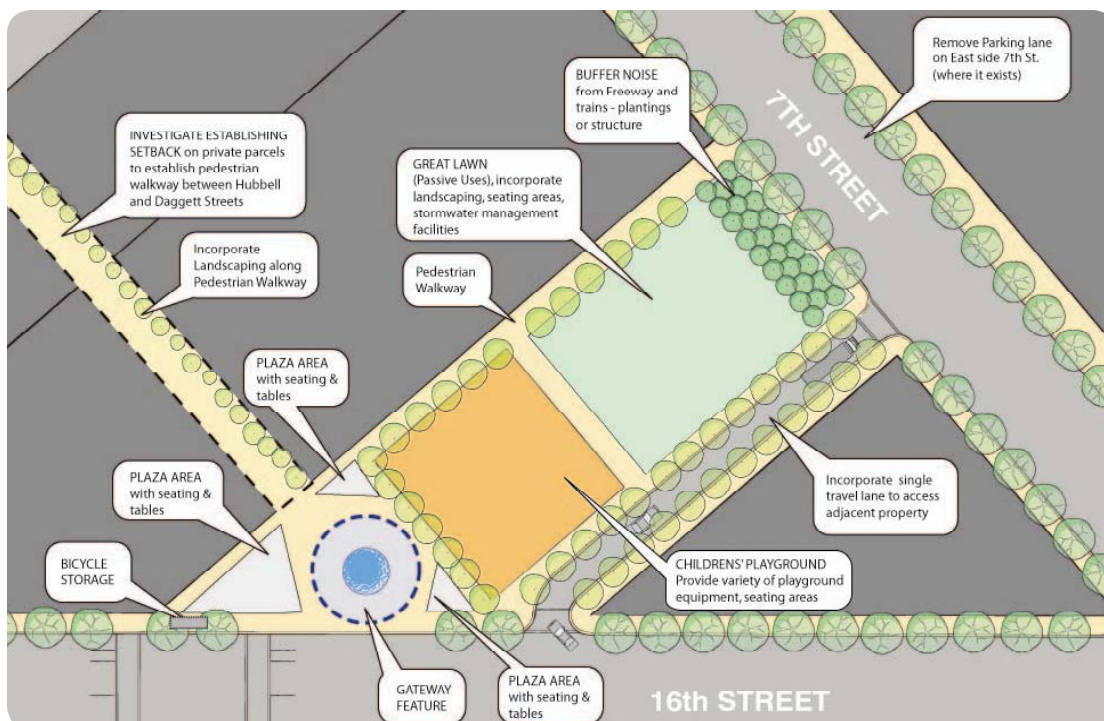 Remove Parking lane
on East side 7th St.
(where it exists)
BUFFER NOISE
from Freeway and
trains - plantings
or structure
7TH STREET
INVESTIGATE ESTABLISHING
SETBACK on private parcels
to establish pedestrian
walkway between Hubbell
and Daggett Streets
GREAT LAWN
(Passive Uses), incorporate
landscaping, seating areas,
stormwater management
facilities
Incorporate
Landscaping along
Pedestrian Walkway
Pedestrian
Walkway
PLAZA AREA
with seating &
tables
PLAZA AREA
with seating &
tables
Incorporate single
travel lane to access
adjacent property
BICYCLE
STORAGE
CHILDRENS' PLAYGROUND
Provide variety of playground
equipment, seating areas
GATEWAY
FEATURE
PLAZA AREA
with seating &
tables
16th STREET